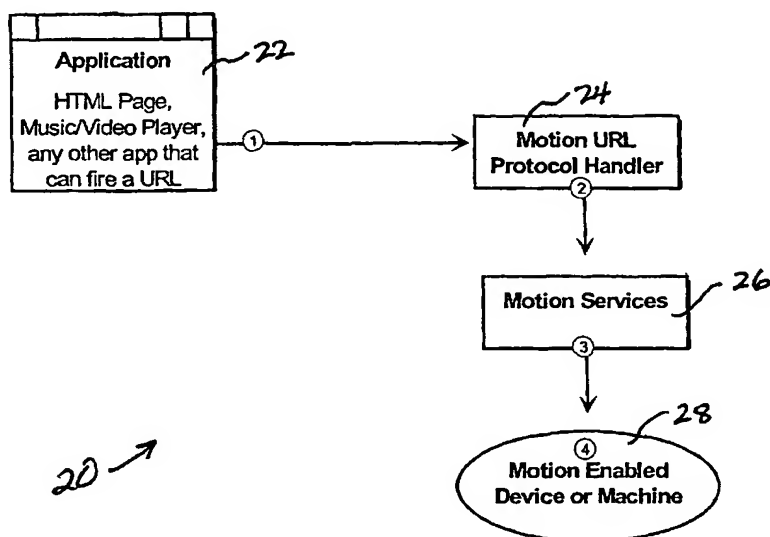 Application
HTML Page,
Music/Video Player,
any other app that
can fire a URL
22
1
24
Motion URL
Protocol Handler
2
Motion Services
26
3
28
4
Motion Enabled
Device or Machine
20